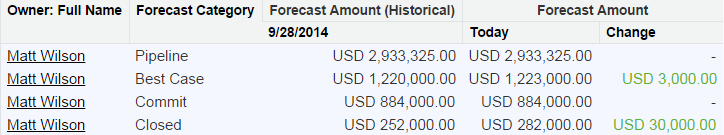 Owner: Full Name Forecast Category Forecast Amount (Historical) Forecast Amount
9/28/2014 Today Change
Matt Wilson Pipeline USD 2,933,325.00 USD 2,933,325.00 -
Matt Wilson Best Case USD 1,220,000.00 USD 1,223,000.00 USD 3,000.00
Matt Wilson Commit USD 884,000.00 USD 884,000.00 -
Matt Wilson Closed USD 252,000.00 USD 282,000.00 USD 30,000.00